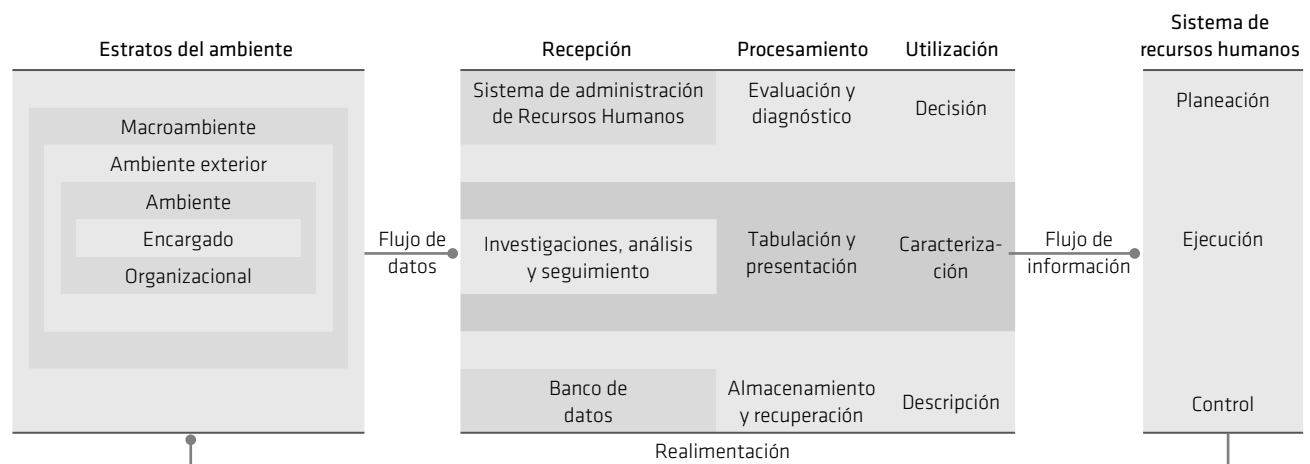 Estratos del ambiente
Macroambiente
Ambiente exterior
Ambiente
Encargado
Organizacional
Flujo de
datos
Recepción
Procesamiento
Utilización
Sistema de administración
de Recursos Humanos
Evaluación y
diagnóstico
Decisión
Investigaciones, análisis
y seguimiento
Tabulación y
presentación
Caracteriza-
ción
Banco de
datos
Almacenamiento
y recuperación
Descripción
Realimentación
Flujo de
información
Sistema de
recursos humanos
Planeación
Ejecución
Control